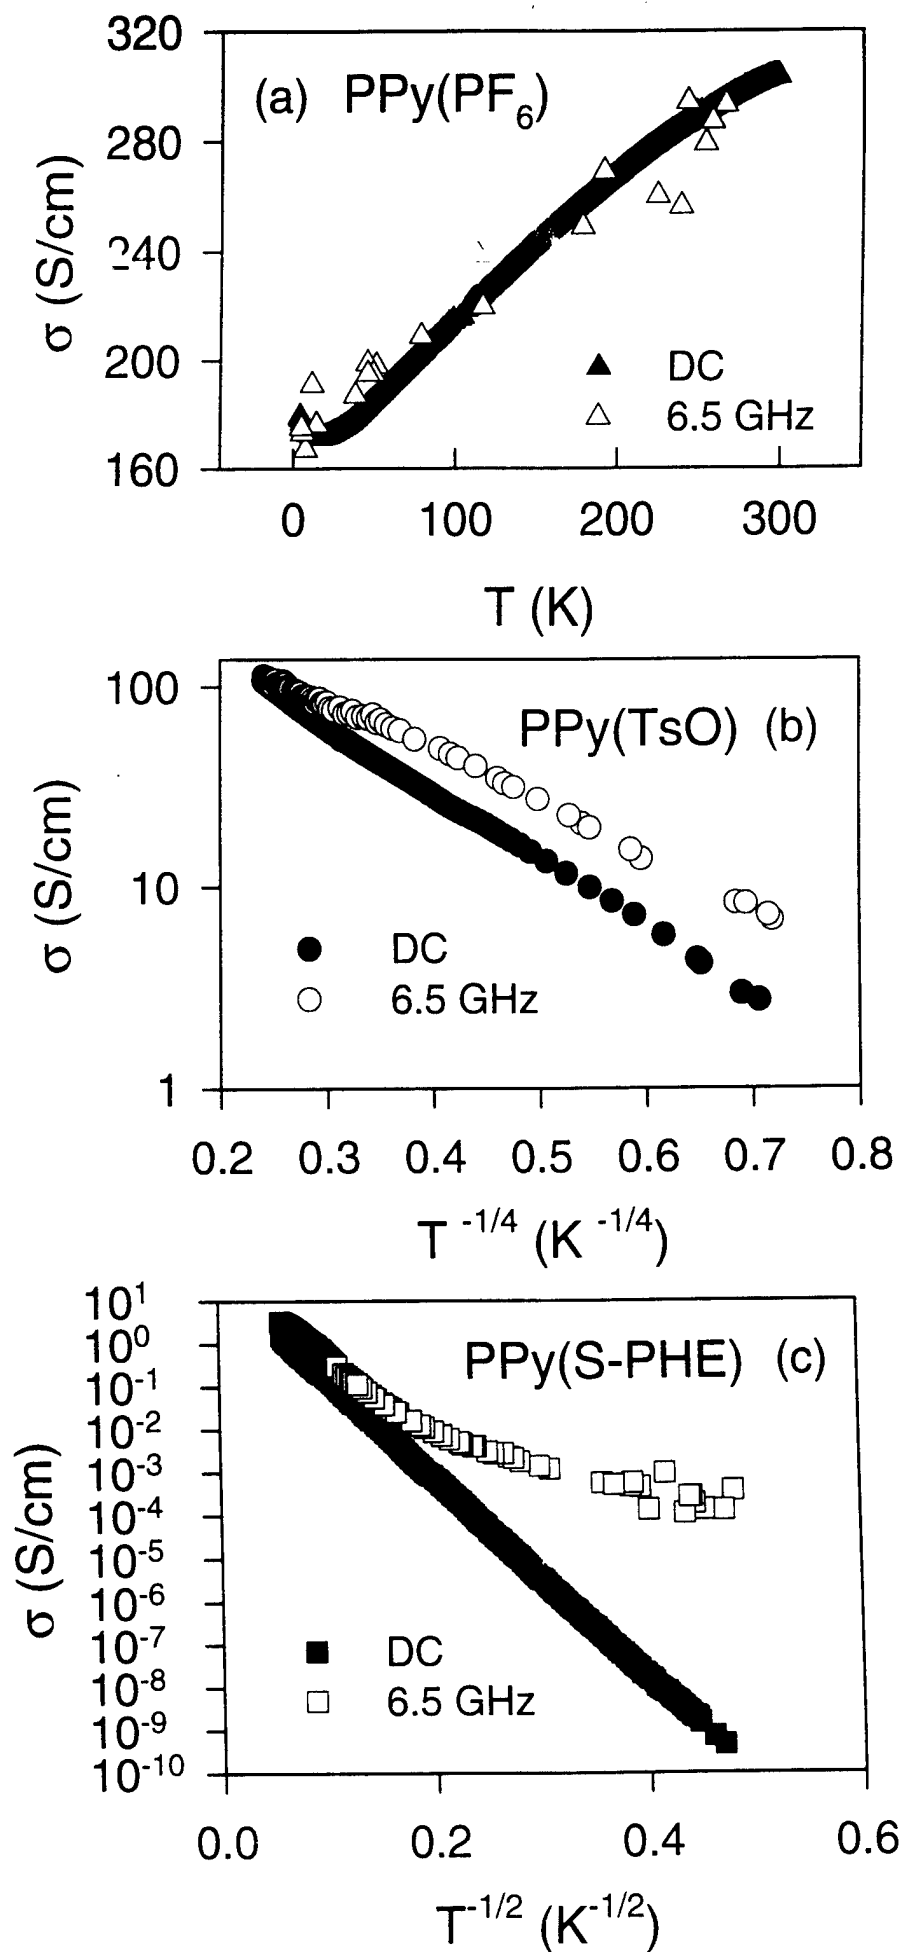 320
280
240
200
160
σ (S/cm)
(a) PPy(PF₆)
DC
6.5 GHz
0 100 200 300
T (K)
100
10
1
σ (S/cm)
PPy(TsO) (b)
DC
6.5 GHz
0.2 0.3 0.4 0.5 0.6 0.7 0.8
T ⁻¹/⁴ (K ⁻¹/⁴)
10¹
10⁰
10⁻¹
10⁻²
10⁻³
10⁻⁴
10⁻⁵
10⁻⁶
10⁻⁷
10⁻⁸
10⁻⁹
10⁻¹⁰
σ (S/cm)
PPy(S-PHE) (c)
DC
6.5 GHz
0.0 0.2 0.4 0.6
T⁻¹/² (K⁻¹/²)